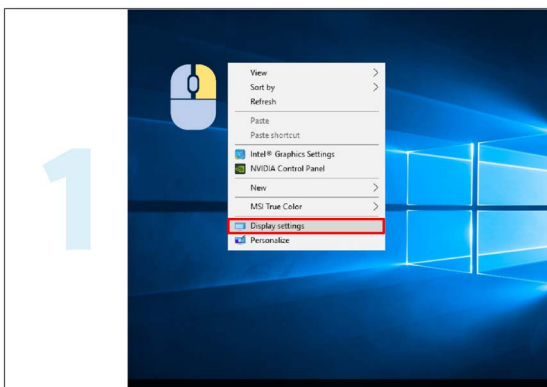 1
View
Sort by
Refresh
Paste
Paste shortcut
Intel® Graphics Settings
NVIDIA Control Panel
New
MSI True Color
Display settings
Personalize